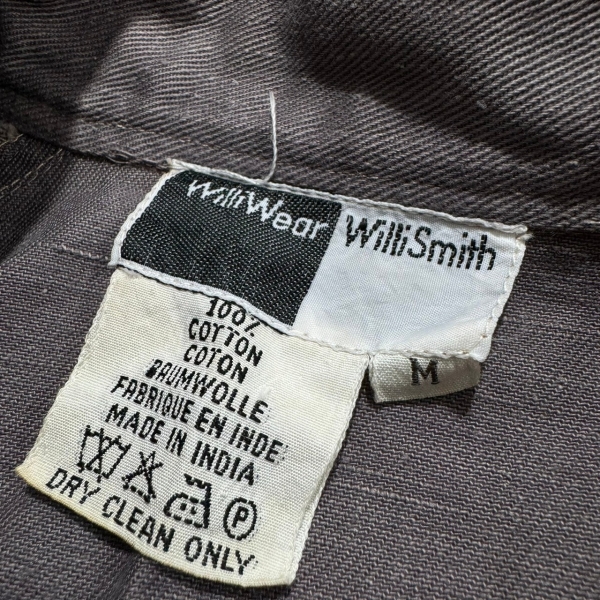 WilliWear WilliSmith
M
100%
COTTON
COTON
BAUMWOLLE
FABRIQUE EN INDE
MADE IN INDIA
P
DRY CLEAN ONLY